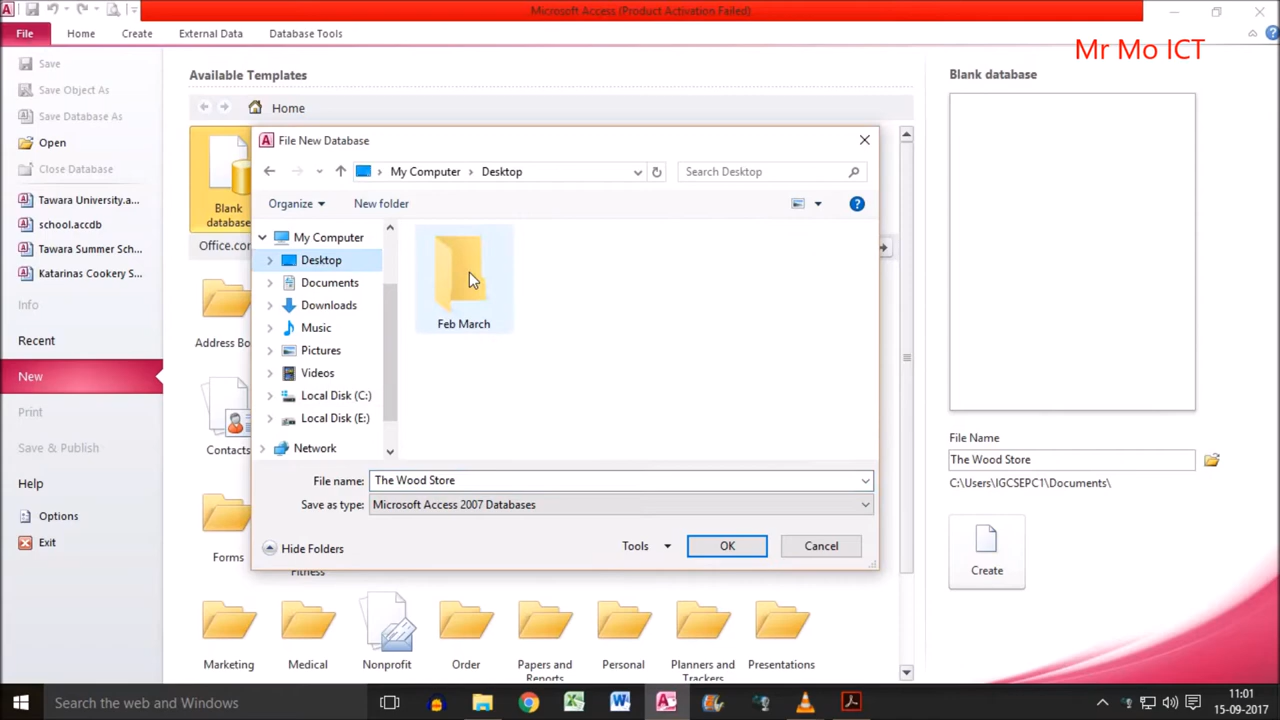 Microsoft Access (Product Activation Failed)
File Home Create External Data Database Tools
Mr Mo ICT
Save
Save Object As
Save Database As
Open
Close Database
Tawara University.a...
school.accdb
Tawara Summer Sch...
Katarinas Cookery S...
Info
Recent
New
Print
Save & Publish
Help
Options
Exit
Available Templates
Home
Blank
database
Office.co
Address Bo
Contacts
Forms
Fitness
Marketing
Medical
Nonprofit
Order
Papers and
Reports
Personal
Planners and
Trackers
Presentations
File New Database
My Computer Desktop
Search Desktop
Organize New folder
My Computer
Desktop
Documents
Downloads
Music
Pictures
Videos
Local Disk (C:)
Local Disk (E:)
Network
Feb March
File name: The Wood Store
Save as type: Microsoft Access 2007 Databases
Hide Folders
Tools OK Cancel
Blank database
File Name
The Wood Store
C:\Users\IGCSEPC1\Documents\
Create
Search the web and Windows
11:01
15-09-2017